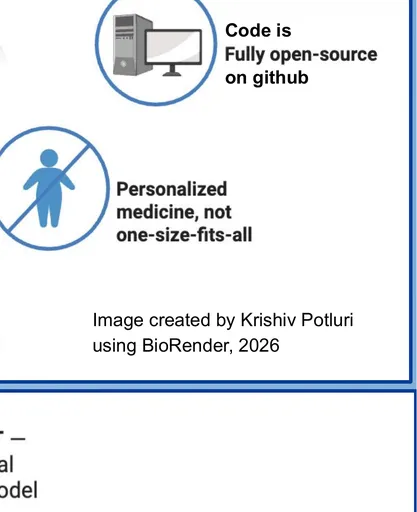 Code is
Fully open-source
on github
Personalized
medicine, not
one-size-fits-all
Image created by Krishiv Potluri
using BioRender, 2026
–
al
odel